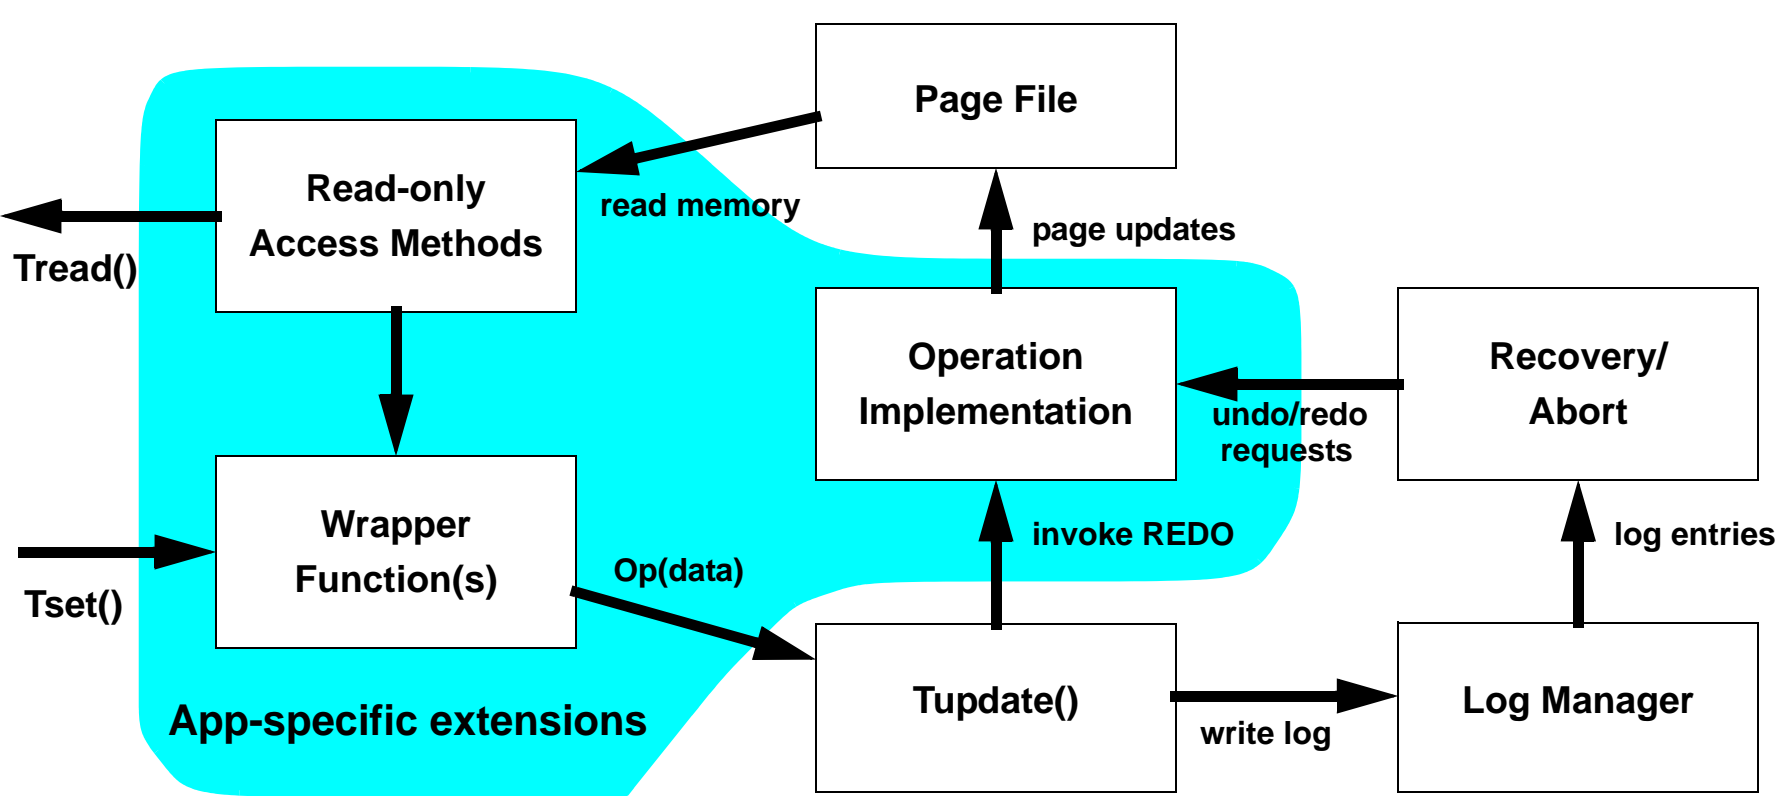 Page File
Read-only
Access Methods
read memory
page updates
Tread()
Operation
Implementation
Recovery/
Abort
undo/redo
requests
Wrapper
Function(s)
invoke REDO
log entries
Op(data)
Tset()
Tupdate()
Log Manager
App-specific extensions
write log